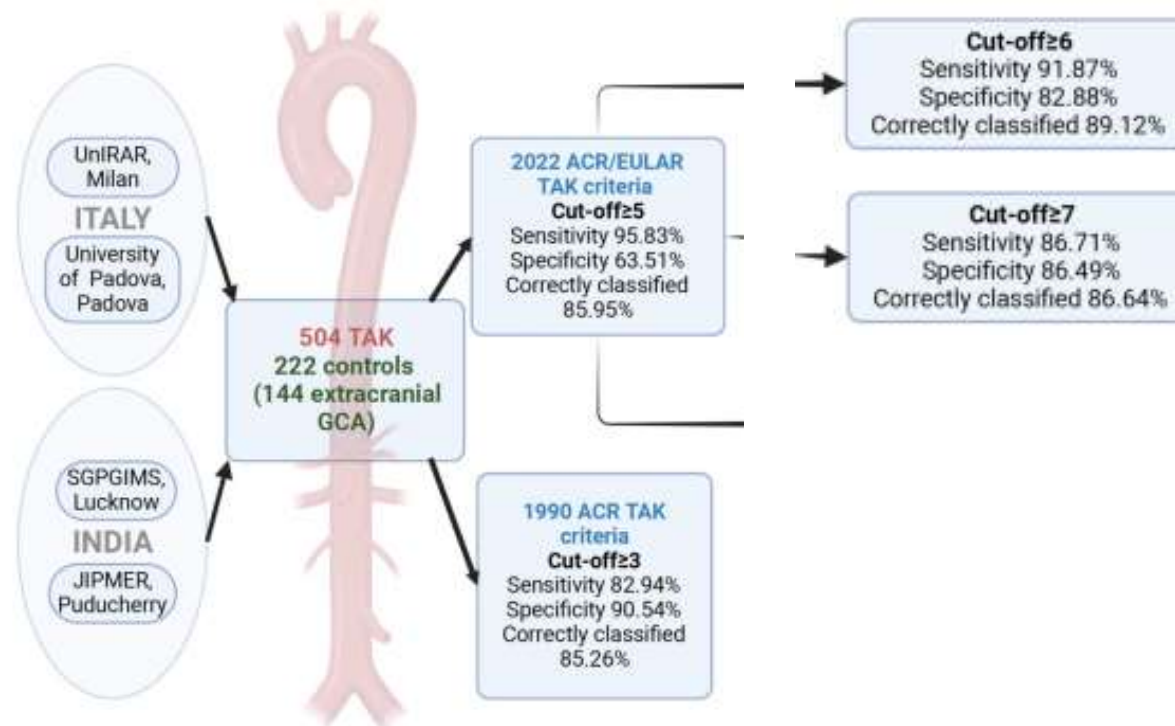 UnIRAR,
Milan
ITALY
University
of Padova,
Padova
SGPGIMS,
Lucknow
INDIA
JIPMER,
Puducherry
504 TAK
222 controls
(144 extracranial
GCA)
2022 ACR/EULAR
TAK criteria
Cut-off≥5
Sensitivity 95.83%
Specificity 63.51%
Correctly classified
85.95%
1990 ACR TAK
criteria
Cut-off≥3
Sensitivity 82.94%
Specificity 90.54%
Correctly classified
85.26%
Cut-off≥6
Sensitivity 91.87%
Specificity 82.88%
Correctly classified 89.12%
Cut-off≥7
Sensitivity 86.71%
Specificity 86.49%
Correctly classified 86.64%